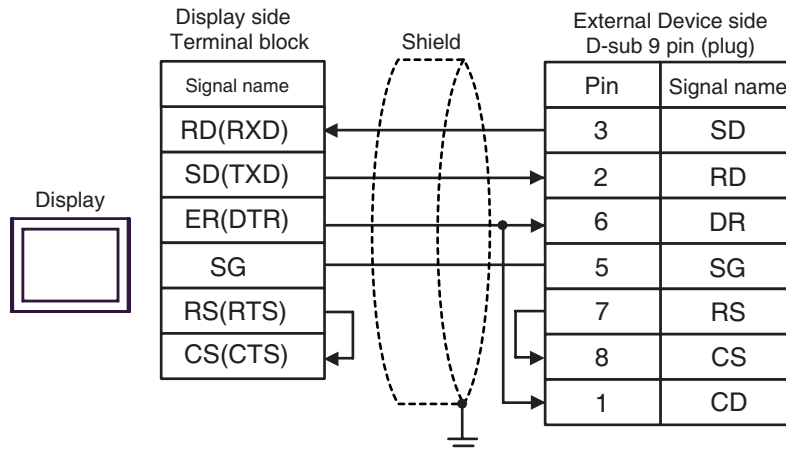 Display side
Terminal block
Shield
External Device side
D-sub 9 pin (plug)
Signal name
Pin
Signal name
RD(RXD)
3
SD
SD(TXD)
2
RD
Display
ER(DTR)
6
DR
SG
5
SG
RS(RTS)
7
RS
CS(CTS)
8
CS
1
CD